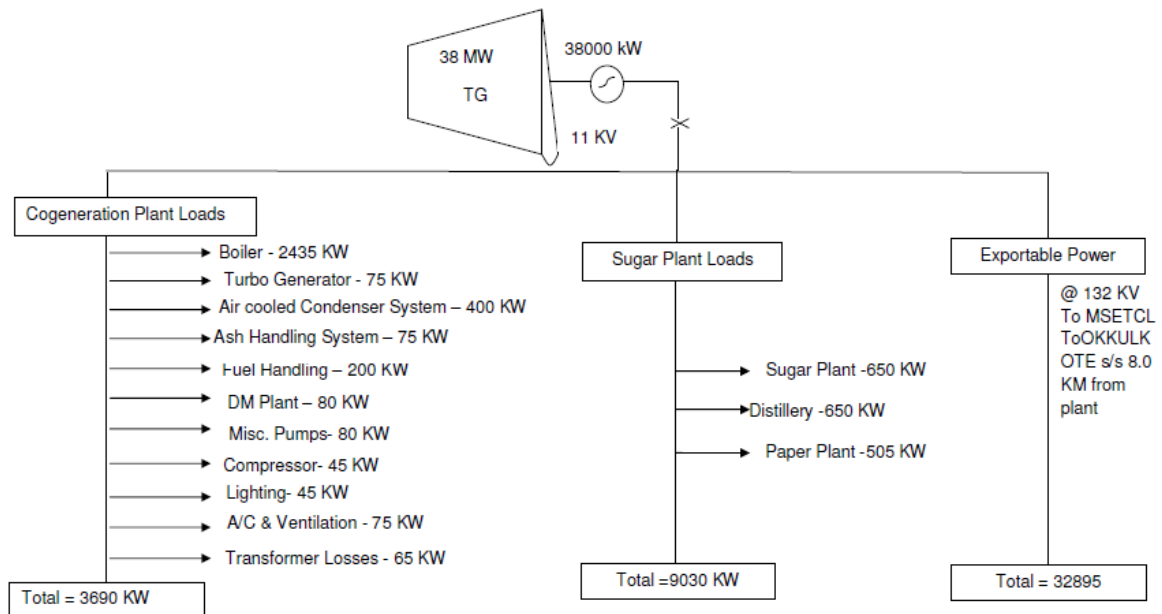 38 MW
TG
38000 kW
11 KV
Cogeneration Plant Loads
Boiler - 2435 KW
Turbo Generator - 75 KW
Air cooled Condenser System – 400 KW
Ash Handling System – 75 KW
Fuel Handling – 200 KW
DM Plant – 80 KW
Misc. Pumps- 80 KW
Compressor- 45 KW
Lighting- 45 KW
A/C & Ventilation - 75 KW
Transformer Losses - 65 KW
Total = 3690 KW
Sugar Plant Loads
Sugar Plant -650 KW
Distillery -650 KW
Paper Plant -505 KW
Total =9030 KW
Exportable Power
@ 132 KV
To MSETCL
ToOKKULK
OTE s/s 8.0
KM from
plant
Total = 32895